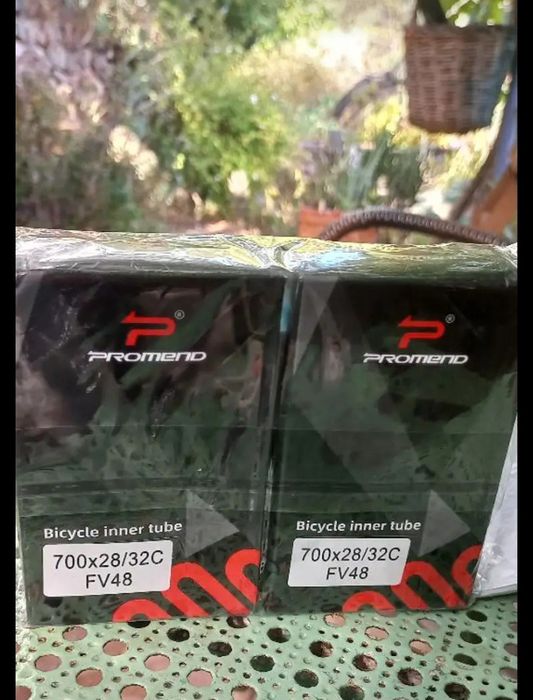 P®
PROMEND
Bicycle inner tube
700x28/32C
FV48
P®
PROMEND
Bicycle inner tube
700x28/32C
FV48